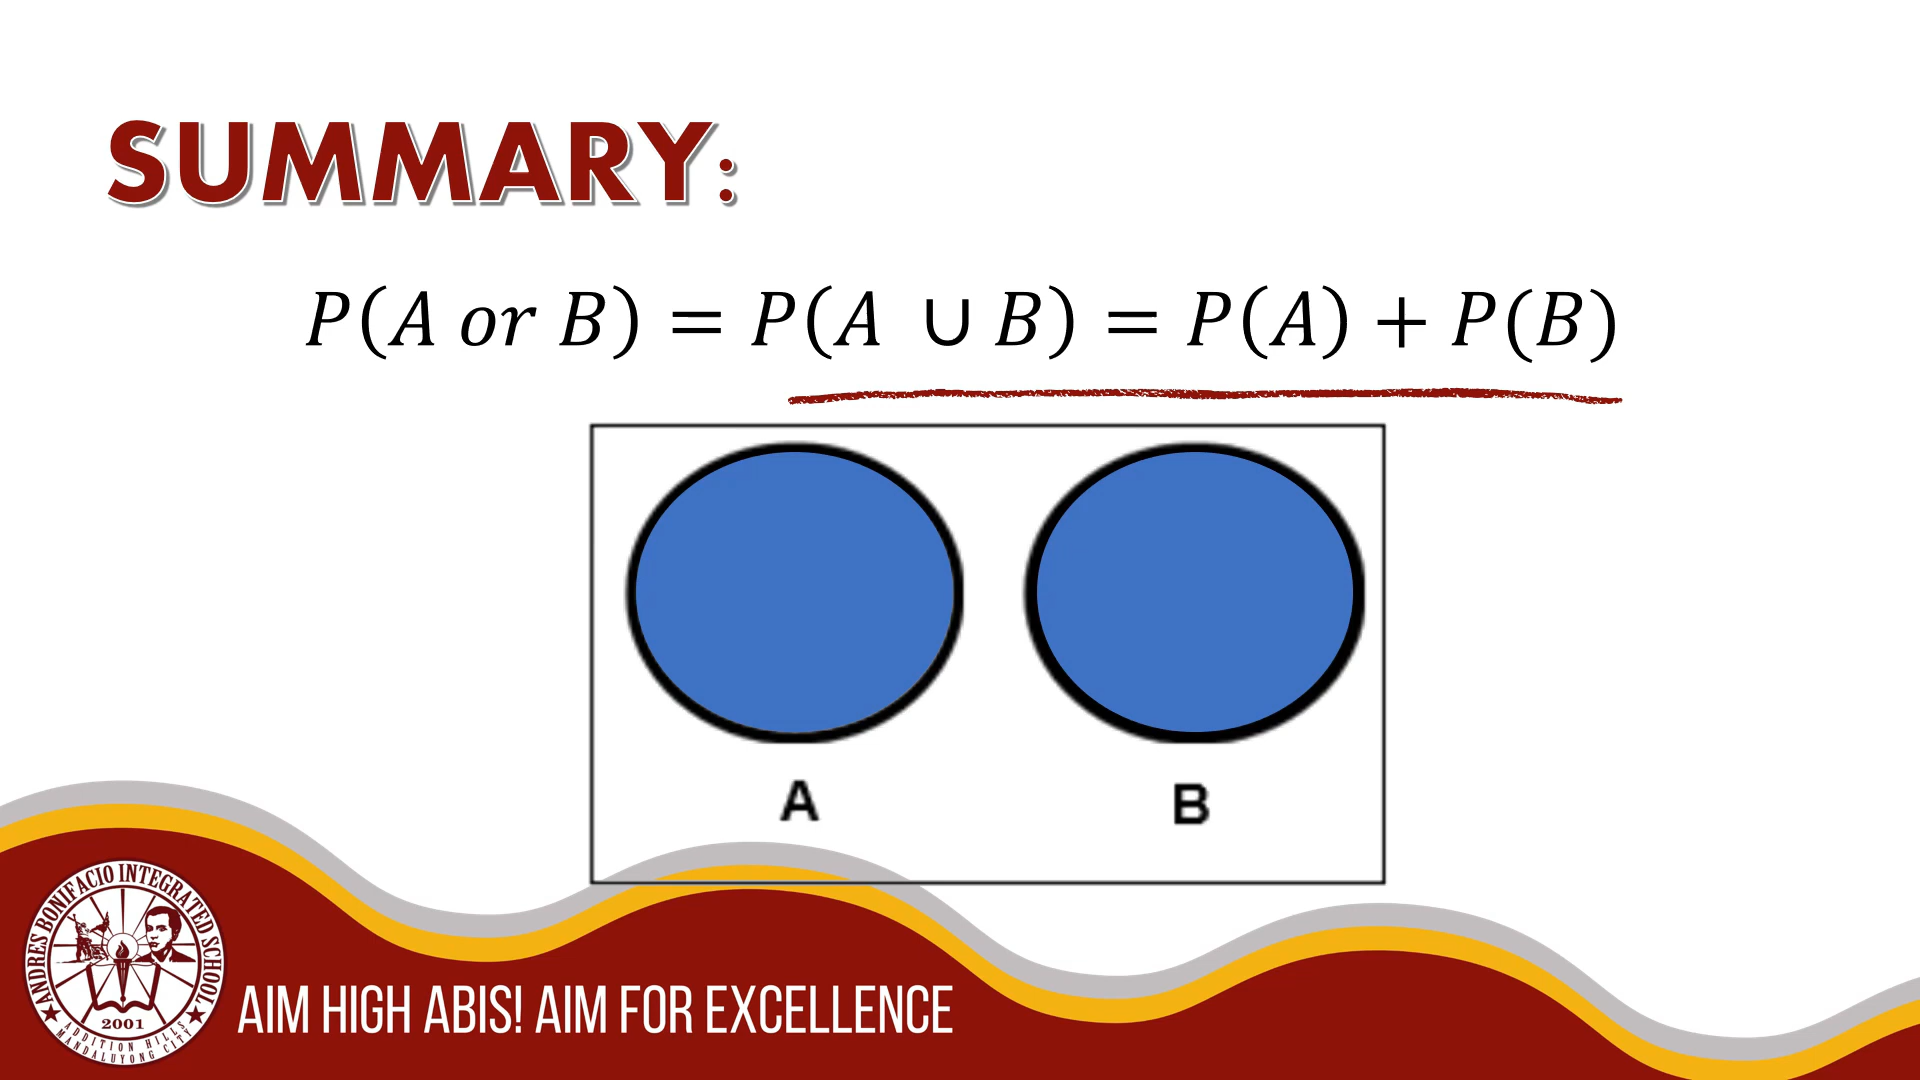 SUMMARY:
P(A or B) = P(A ∪ B) = P(A) + P(B)
A
B
ANDRES BONIFACIO INTEGRATED SCHOOL
2001
ADDITION HILLS
MANDALUYONG CITY
AIM HIGH ABIS! AIM FOR EXCELLENCE